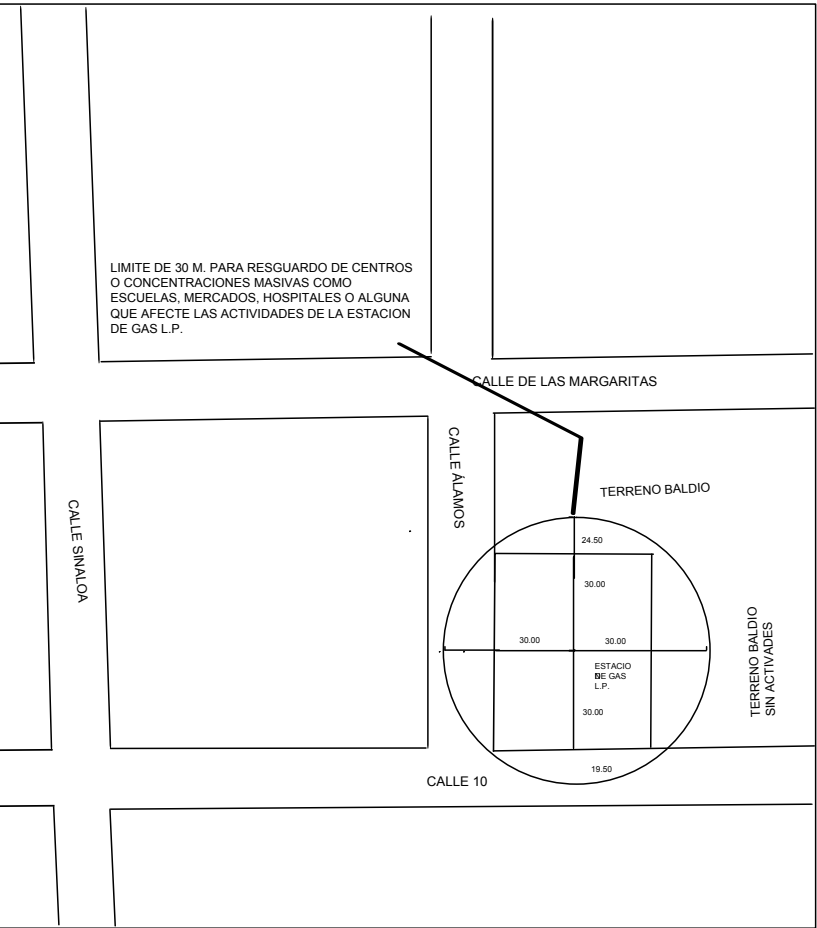 LIMITE DE 30 M. PARA RESGUARDO DE CENTROS
O CONCENTRACIONES MASIVAS COMO
ESCUELAS, MERCADOS, HOSPITALES O ALGUNA
QUE AFECTE LAS ACTIVIDADES DE LA ESTACION
DE GAS L.P.
CALLE DE LAS MARGARITAS
CALLE ÁLAMOS
CALLE SINALOA
TERRENO BALDIO
24.50
30.00
30.00
30.00
ESTACIO
N
DE GAS
L.P.
30.00
TERRENO BALDIO
SIN ACTIVADES
19.50
CALLE 10